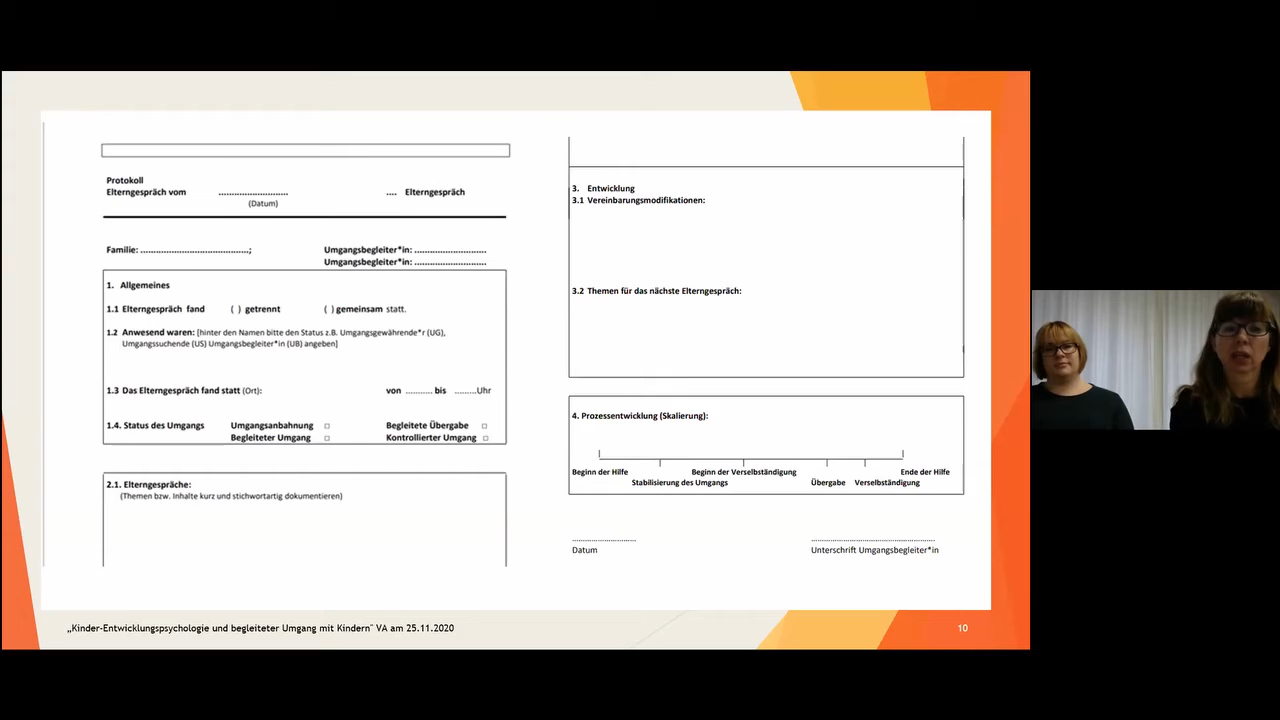 Protokoll
Elterngespräch vom ............................ (Datum) .... Elterngespräch
Familie: ..........................................;
Umgangsbegleiter*in: ............................
Umgangsbegleiter*in: ............................
1. Allgemeines
1.1 Elterngespräch fand ( ) getrennt ( ) gemeinsam statt.
1.2 Anwesend waren: [hinter den Namen bitte den Status z.B. Umgangsgewährende*r (UG),
Umgangssuchende (US) Umgangsbegleiter*in (UB) angeben]
1.3 Das Elterngespräch fand statt (Ort): von ........... bis .........Uhr
1.4. Status des Umgangs Umgangsanbahnung □ Begleitete Übergabe □
Begleiteter Umgang □ Kontrollierter Umgang □
2.1. Elterngespräche:
(Themen bzw. Inhalte kurz und stichwortartig dokumentieren)
3. Entwicklung
3.1 Vereinbarungsmodifikationen:
3.2 Themen für das nächste Elterngespräch:
4. Prozessentwicklung (Skalierung):
Beginn der Hilfe Beginn der Verselbständigung Ende der Hilfe
Stabilisierung des Umgangs Übergabe Verselbständigung
.......................... ..................................................
Datum Unterschrift Umgangsbegleiter*in
„Kinder-Entwicklungspsychologie und begleiteter Umgang mit Kindern" VA am 25.11.2020
10